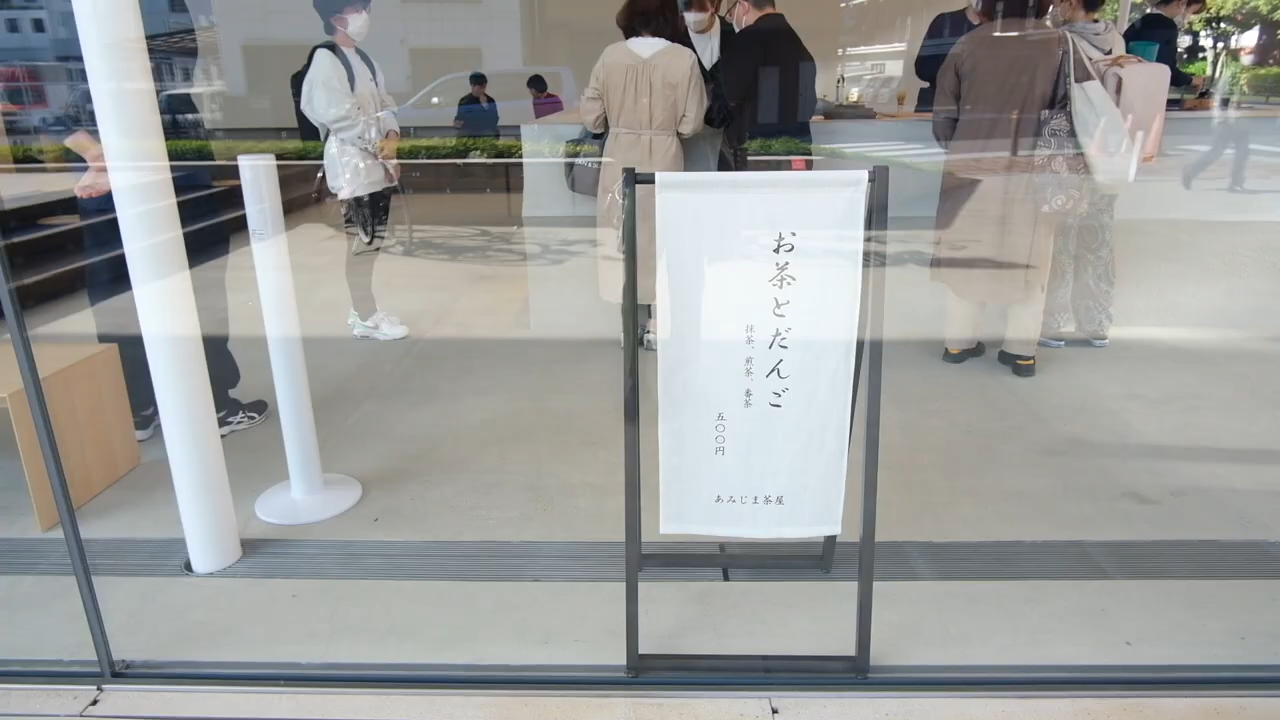 お茶とだんご
抹茶、煎茶、番茶
五〇〇円
あみじま茶屋